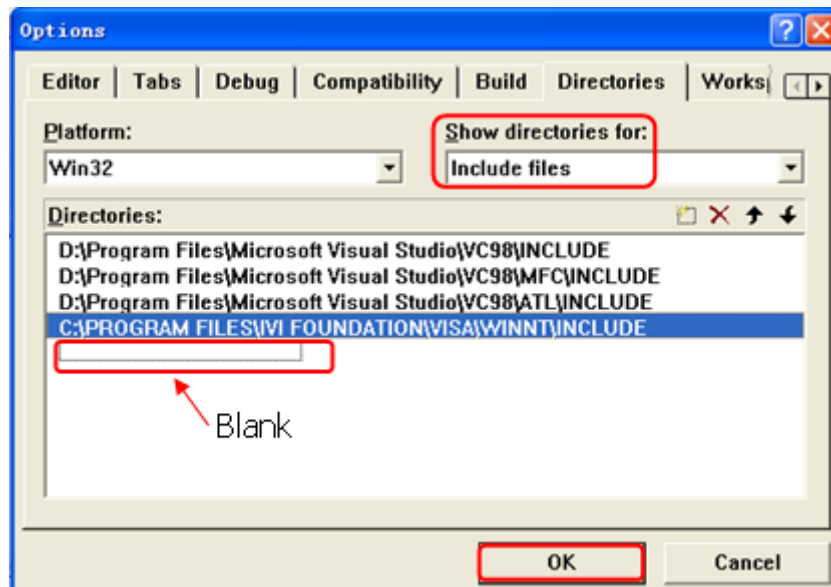 Options
Editor Tabs Debug Compatibility Build Directories Works
Platform: Show directories for:
Win32 Include files
Directories:
D:\Program Files\Microsoft Visual Studio\VC98\INCLUDE
D:\Program Files\Microsoft Visual Studio\VC98\MFC\INCLUDE
D:\Program Files\Microsoft Visual Studio\VC98\ATL\INCLUDE
C:\PROGRAM FILES\IVI FOUNDATION\VISA\WINNT\INCLUDE
Blank
OK Cancel